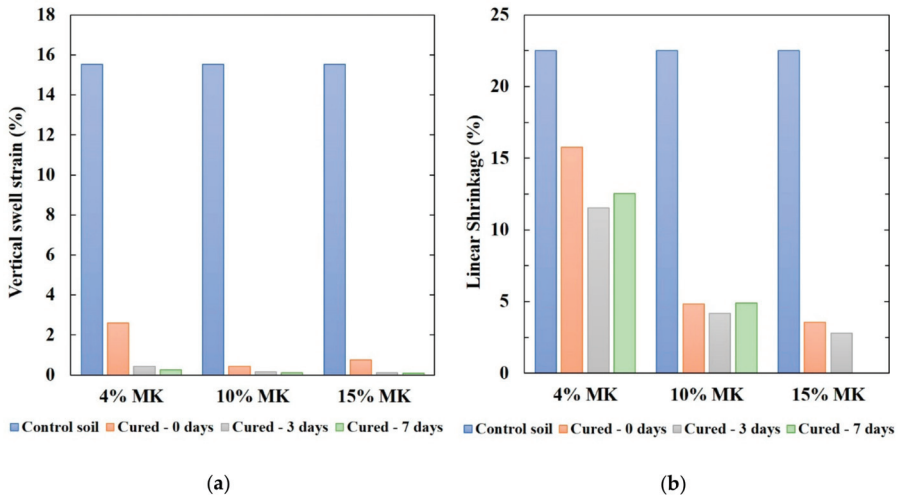 18
16
14
12
10
8
6
4
2
0
Vertical swell strain (%)
4% MK 10% MK 15% MK
Control soil Cured - 0 days Cured - 3 days Cured - 7 days
(a)
25
20
15
10
5
0
Linear Shrinkage (%)
4% MK 10% MK 15% MK
Control soil Cured - 0 days Cured - 3 days Cured - 7 days
(b)